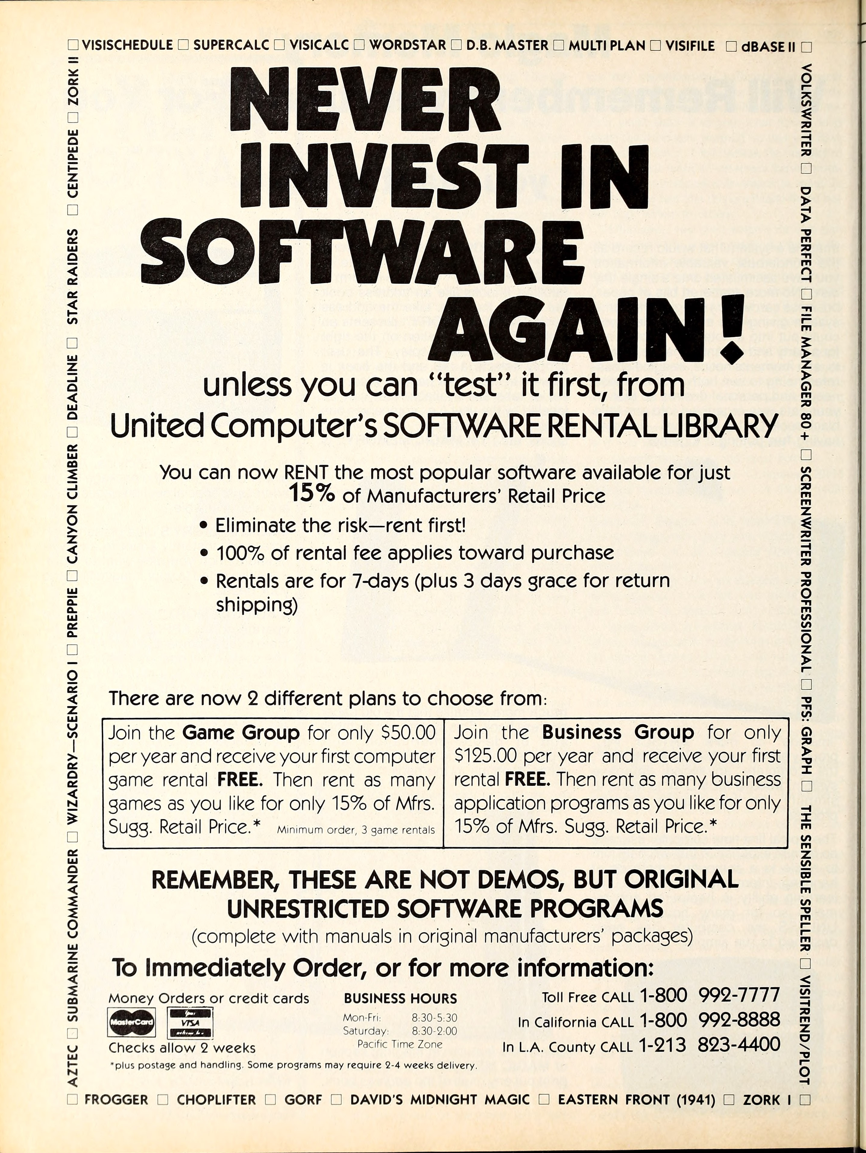 □ VISISCHEDULE □ SUPERCALC □ VISICALC □ WORDSTAR □ D.B. MASTER □ MULTI PLAN □ VISIFILE □ dBASE II □
VOLKSWRITER □ DATA PERFECT □ FILE MANAGER 80+ □ SCREENWRITER PROFESSIONAL □ PFS: GRAPH □ THE SENSIBLE SPELLER □ VISITREND/PLOT
AZTEC □ SUBMARINE COMMANDER □ WIZARDRY—SCENARIO I □ PREPPIE □ CANYON CLIMBER □ DEADLINE □ STAR RAIDERS □ CENTIPEDE □ ZORK II
NEVER
INVEST IN
SOFTWARE
AGAIN!
unless you can “test” it first, from
United Computer’s SOFTWARE RENTAL LIBRARY
You can now RENT the most popular software available for just
15% of Manufacturers’ Retail Price
• Eliminate the risk—rent first!
• 100% of rental fee applies toward purchase
• Rentals are for 7-days (plus 3 days grace for return
shipping)
There are now 2 different plans to choose from:
Join the Game Group for only $50.00
per year and receive your first computer
game rental FREE. Then rent as many
games as you like for only 15% of Mfrs.
Sugg. Retail Price.* Minimum order, 3 game rentals
Join the Business Group for only
$125.00 per year and receive your first
rental FREE. Then rent as many business
application programs as you like for only
15% of Mfrs. Sugg. Retail Price.*
REMEMBER, THESE ARE NOT DEMOS, BUT ORIGINAL
UNRESTRICTED SOFTWARE PROGRAMS
(complete with manuals in original manufacturers’ packages)
To Immediately Order, or for more information:
Money Orders or credit cards
MasterCard
VISA
Checks allow 2 weeks
BUSINESS HOURS
Mon-Fri: 8:30-5:30
Saturday: 8:30-2:00
Pacific Time Zone
Toll Free CALL 1-800 992-7777
In California CALL 1-800 992-8888
In L.A. County CALL 1-213 823-4400
*plus postage and handling. Some programs may require 2-4 weeks delivery.
□ FROGGER □ CHOPLIFTER □ GORF □ DAVID’S MIDNIGHT MAGIC □ EASTERN FRONT (1941) □ ZORK I □